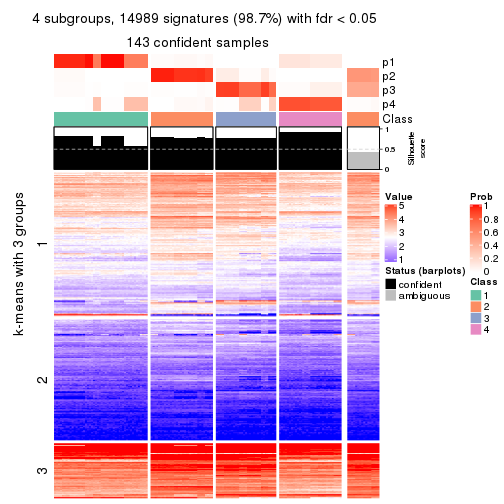 4 subgroups, 14989 signatures (98.7%) with fdr < 0.05
143 confident samples
p1
p2
p3
p4
Class
1
0.5
0
Silhouette
score
k-means with 3 groups
1
2
3
Value
5
4
3
2
1
Status (barplots)
confident
ambiguous
Prob
1
0.8
0.6
0.4
0.2
0
Class
1
2
3
4